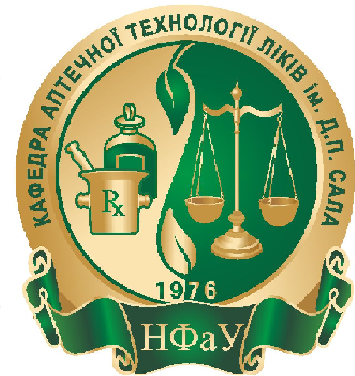 КАФЕДРА АПТЕЧНОЇ ТЕХНОЛОГІЇ ЛІКІВ ім. Д.П. САЛА
Rx
1976
НФаУ